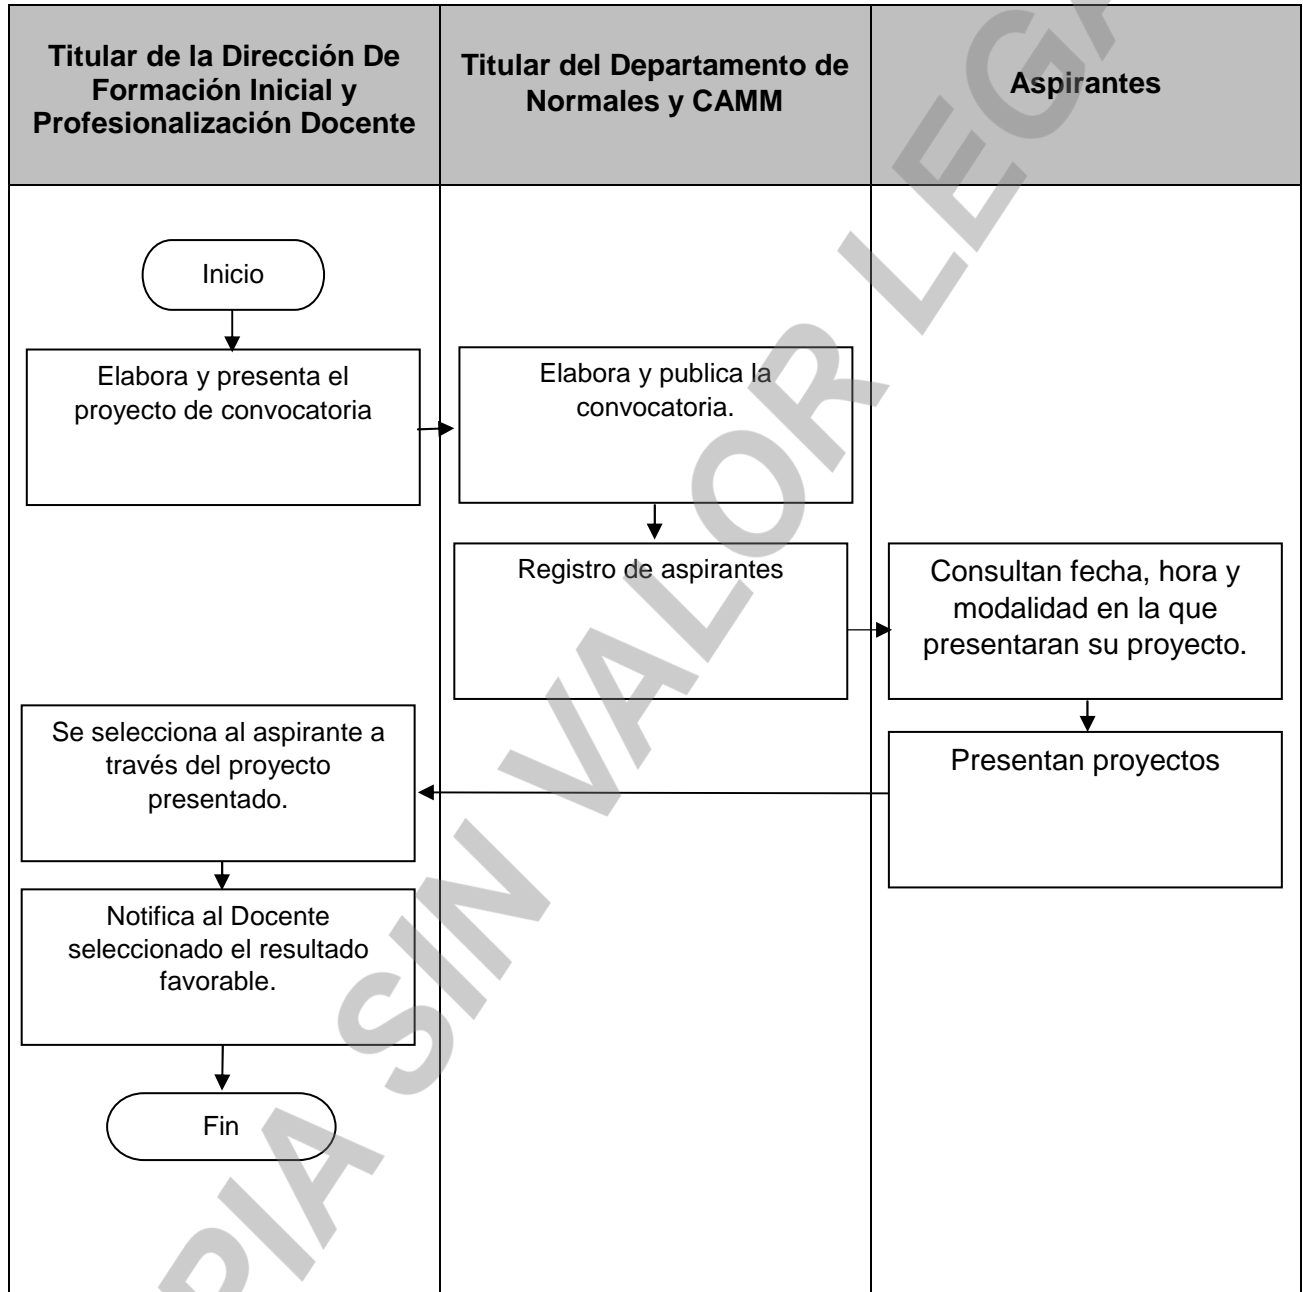 Titular de la Dirección De
Formación Inicial y
Profesionalización Docente
Titular del Departamento de
Normales y CAMM
Aspirantes
Inicio
Elabora y presenta el
proyecto de convocatoria
Elabora y publica la
convocatoria.
Registro de aspirantes
Consultan fecha, hora y
modalidad en la que
presentaran su proyecto.
Se selecciona al aspirante a
través del proyecto
presentado.
Presentan proyectos
Notifica al Docente
seleccionado el resultado
favorable.
Fin
PIA SIN VALOR LEGA